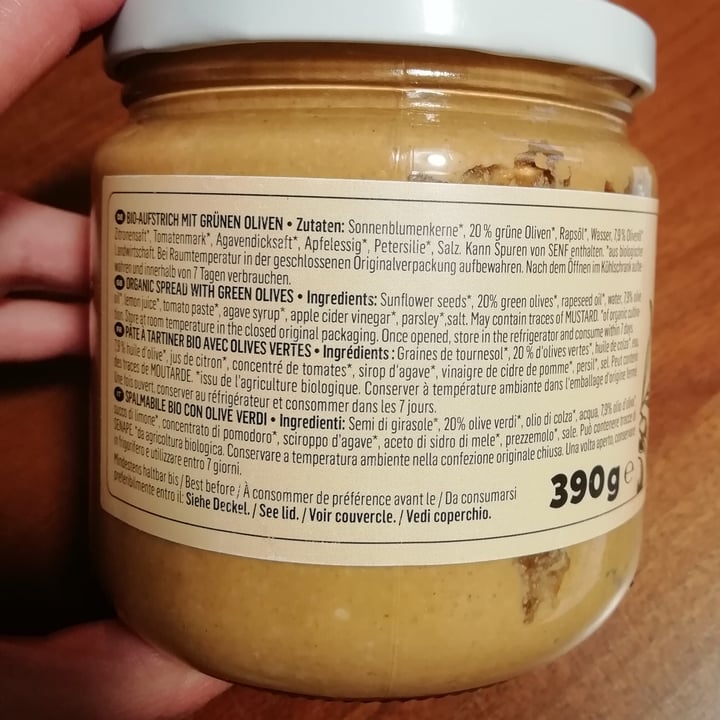 DE BIO-AUFSTRICH MIT GRÜNEN OLIVEN • Zutaten: Sonnenblumenkerne*, 20 % grüne Oliven*, Rapsöl*, Wasser, 7,9 % Olivenöl*
Zitronensaft*, Tomatenmark*, Agavendicksaft*, Apfelessig*, Petersilie*, Salz. Kann Spuren von SENF enthalten. *aus biologischer
Landwirtschaft. Bei Raumtemperatur in der geschlossenen Originalverpackung aufbewahren. Nach dem Öffnen im Kühlschrank aufbe-
wahren und innerhalb von 7 Tagen verbrauchen.
ORGANIC SPREAD WITH GREEN OLIVES • Ingredients: Sunflower seeds*, 20% green olives*, rapeseed oil*, water, 7,9% olive
oil*, lemon juice*, tomato paste*, agave syrup*, apple cider vinegar*, parsley*,salt. May contain traces of MUSTARD. *of organic cultiva-
tion. Store at room temperature in the closed original packaging. Once opened, store in the refrigerator and consume within 7 days.
PÂTE À TARTINER BIO AVEC OLIVES VERTES • Ingrédients : Graines de tournesol*, 20 % d'olives vertes*, huile de colza*, eau,
7,9 % huile d'olive*, jus de citron*, concentré de tomates*, sirop d'agave*, vinaigre de cidre de pomme*, persil*, sel. Peut contenir
des traces de MOUTARDE. *issu de l'agriculture biologique. Conserver à température ambiante dans l'emballage d'origine fermé.
Une fois ouvert, conserver au réfrigérateur et consommer dans les 7 jours.
IT SPALMABILE BIO CON OLIVE VERDI • Ingredienti: Semi di girasole*, 20% olive verdi*, olio di colza*, acqua, 7,9% olio d'oliva*
succo di limone*, concentrato di pomodoro*, sciroppo d'agave*, aceto di sidro di mele*, prezzemolo*, sale. Può contenere tracce di
SENAPE. *da agricoltura biologica. Conservare a temperatura ambiente nella confezione originale chiusa. Una volta aperto, conservare
in frigorifero e utilizzare entro 7 giorni.
Mindestens haltbar bis / Best before / À consommer de préférence avant le / Da consumarsi
preferibilmente entro il: Siehe Deckel. / See lid. / Voir couvercle. / Vedi coperchio.
390g e